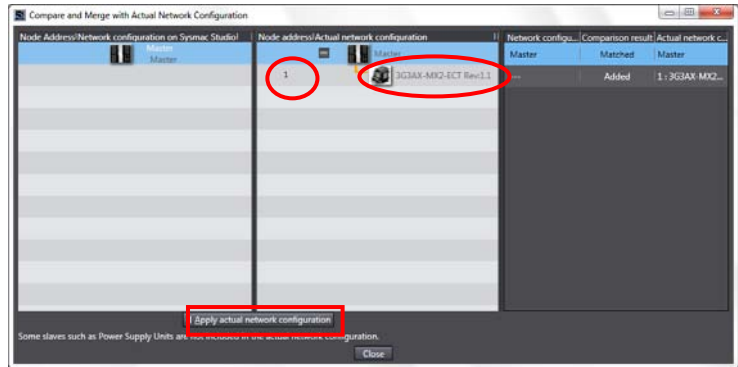 Compare and Merge with Actual Network Configuration
Node Address|Network configuration on Sysmac Studio| Node address|Actual network configuration Network configu... Comparison result Actual network c...
Master Master Master Matched Master
Master
1 3G3AX-MX2-ECT Rev:1.1 --- Added 1 : 3G3AX-MX2...
Apply actual network configuration
Some slaves such as Power Supply Units are not included in the actual network configuration.
Close